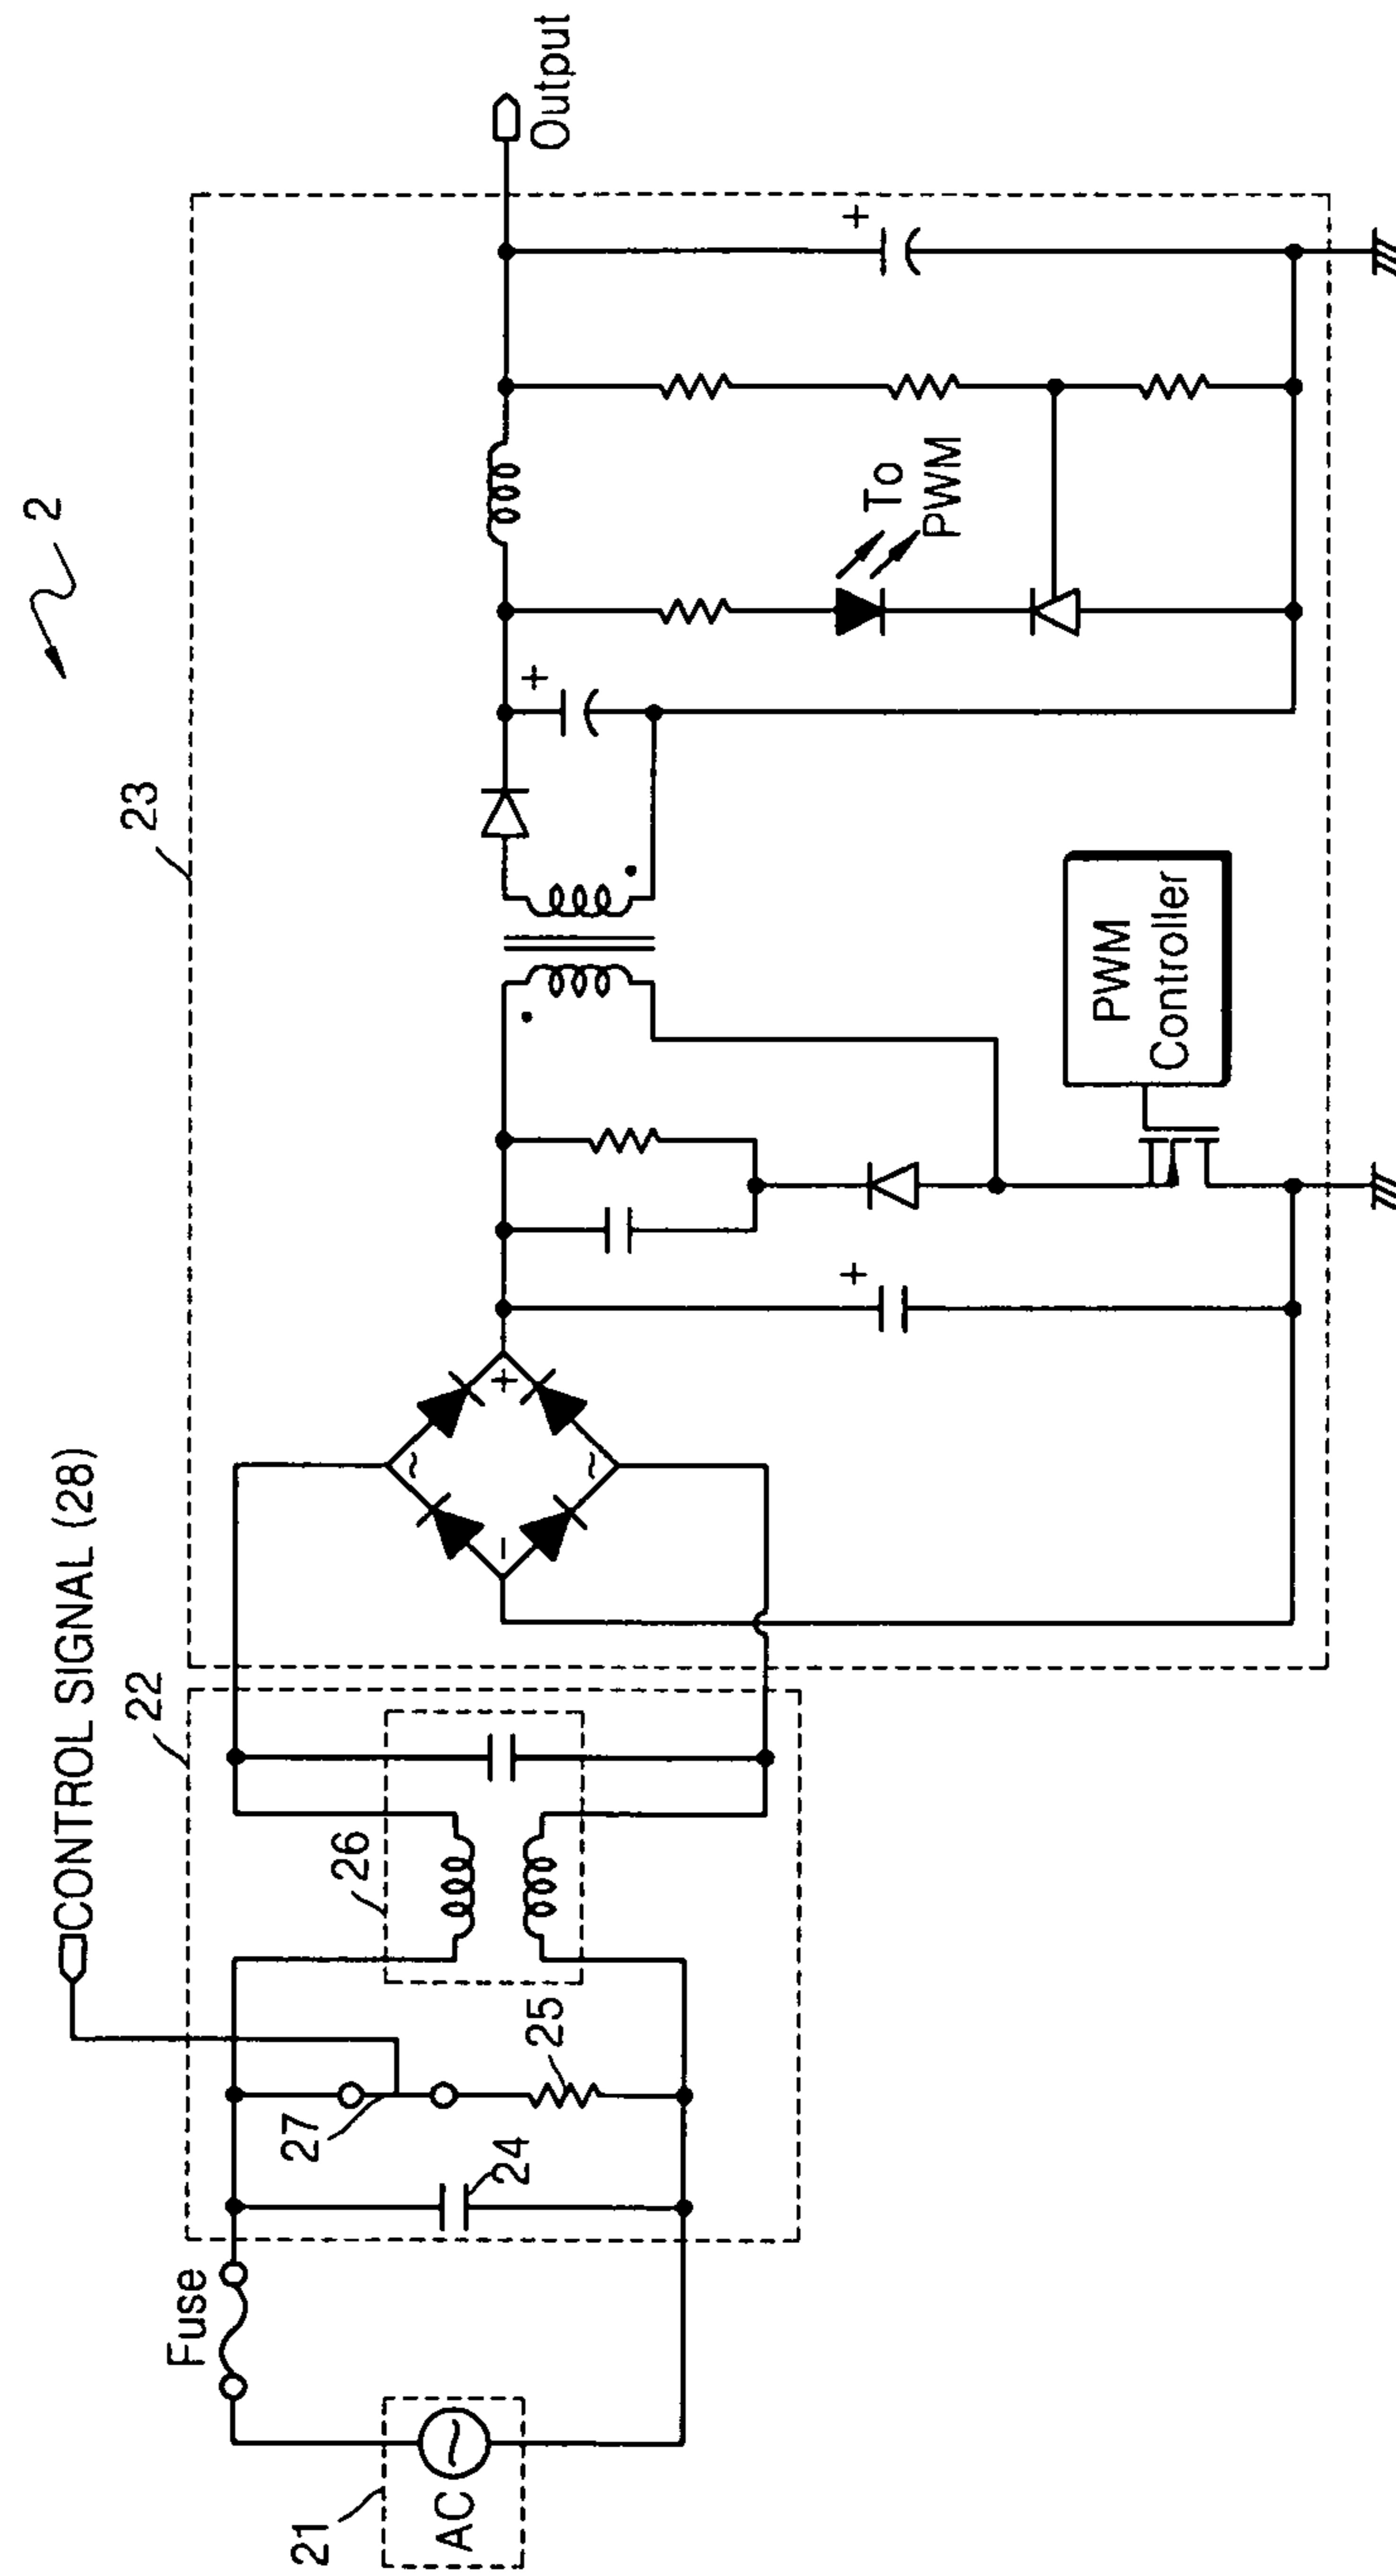 2
CONTROL SIGNAL (28)
22
23
Fuse
21
AC
27
24
25
26
~
~
+
-
+
+
+
PWM
Controller
To
PWM
Output